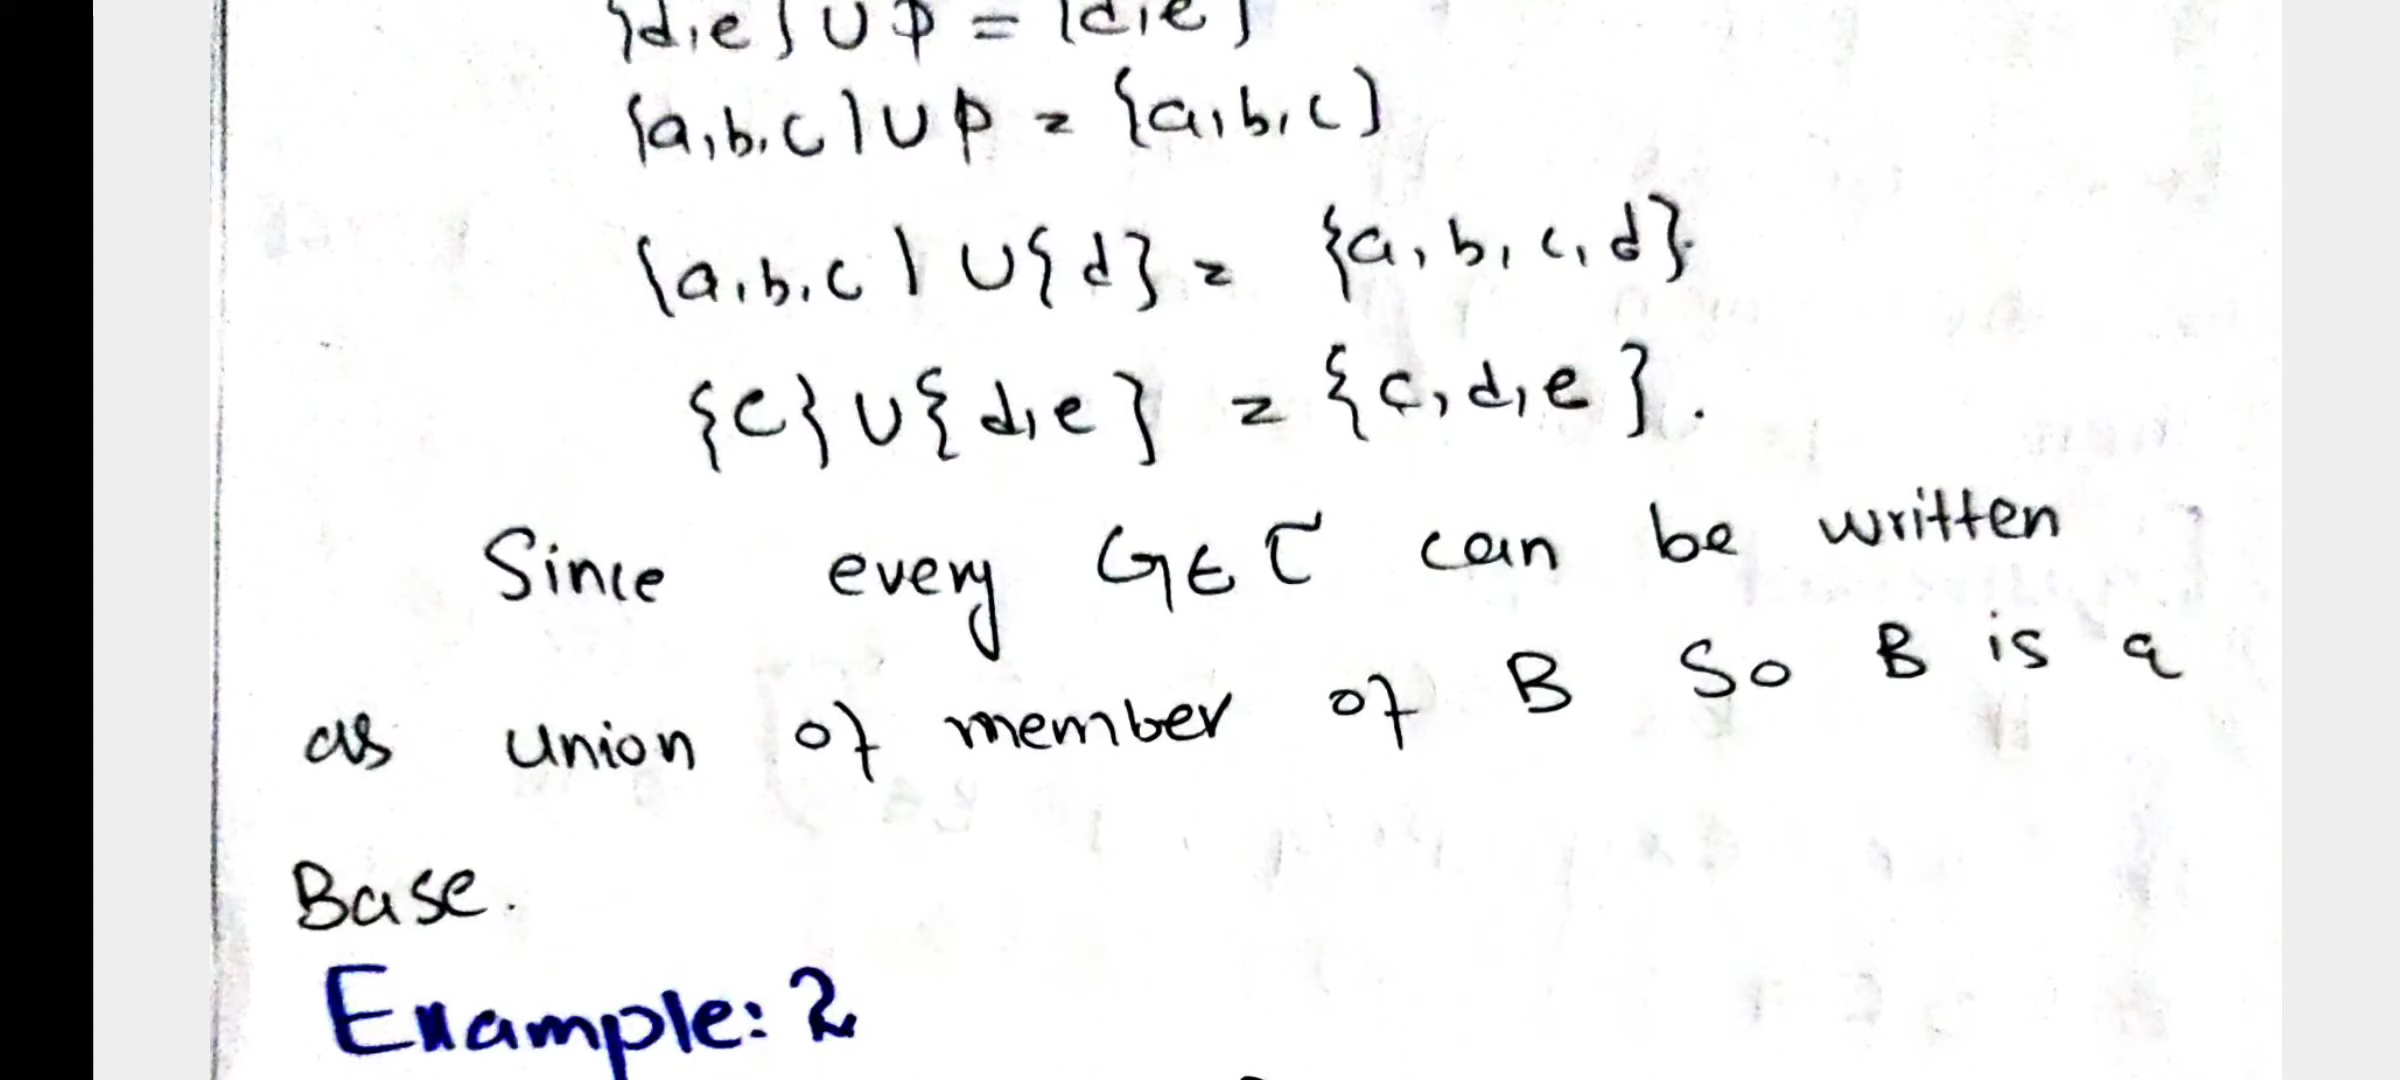 {d,e} ∪ φ = {d,e}
{a,b,c} ∪ φ = {a,b,c}
{a,b,c} ∪ {d} = {a,b,c,d}.
{c} ∪ {d,e} = {c,d,e}.
Since every G ∈ τ can be written
as union of member of B So B is a
Base.
Example: 2